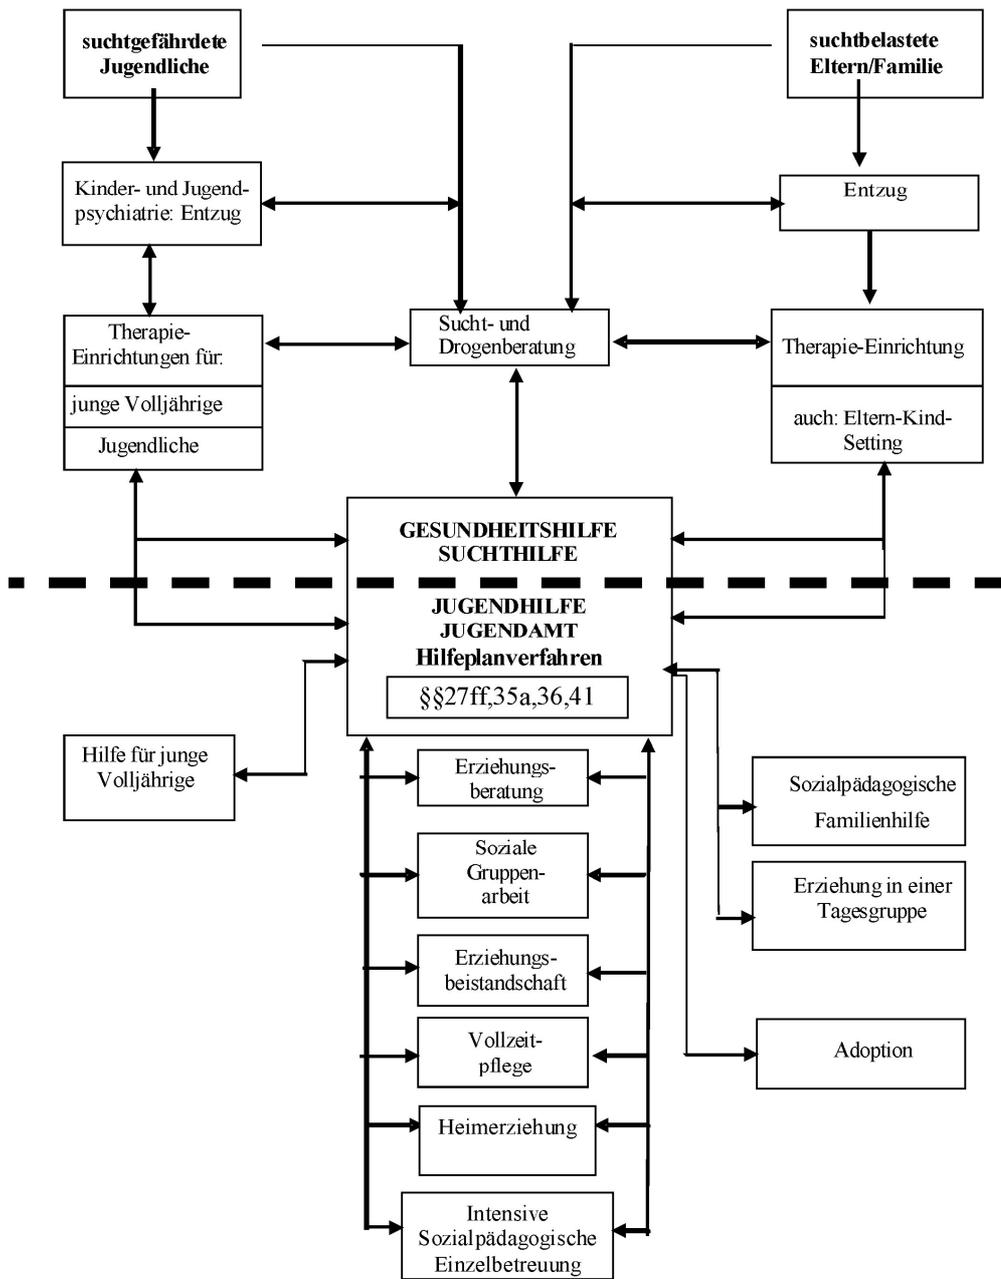 suchtgefährdete
Jugendliche
suchtbelastete
Eltern/Familie
Kinder- und Jugend-
psychiatrie: Entzug
Entzug
Therapie-
Einrichtungen für:
junge Volljährige
Jugendliche
Sucht- und
Drogenberatung
Therapie-Einrichtung
auch: Eltern-Kind-
Setting
GESUNDHEITSHILFE
SUCHTHILFE
JUGENDHILFE
JUGENDAMT
Hilfeplanverfahren
§§27ff,35a,36,41
Hilfe für junge
Volljährige
Erziehungs-
beratung
Soziale
Gruppen-
arbeit
Erziehungs-
beistandschaft
Vollzeit-
pflege
Heimerziehung
Intensive
Sozialpädagogische
Einzelbetreuung
Sozialpädagogische
Familienhilfe
Erziehung in einer
Tagesgruppe
Adoption